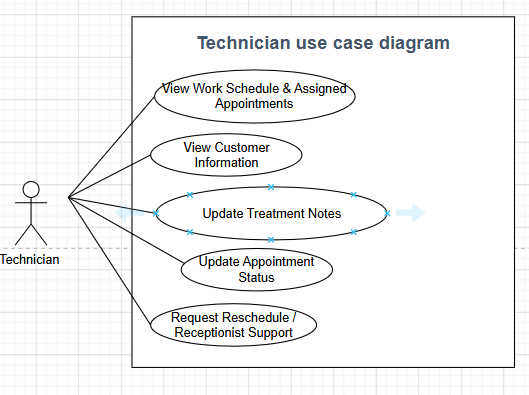 Technician use case diagram
View Work Schedule & Assigned
Appointments
View Customer
Information
Update Treatment Notes
Technician
Update Appointment
Status
Request Reschedule /
Receptionist Support